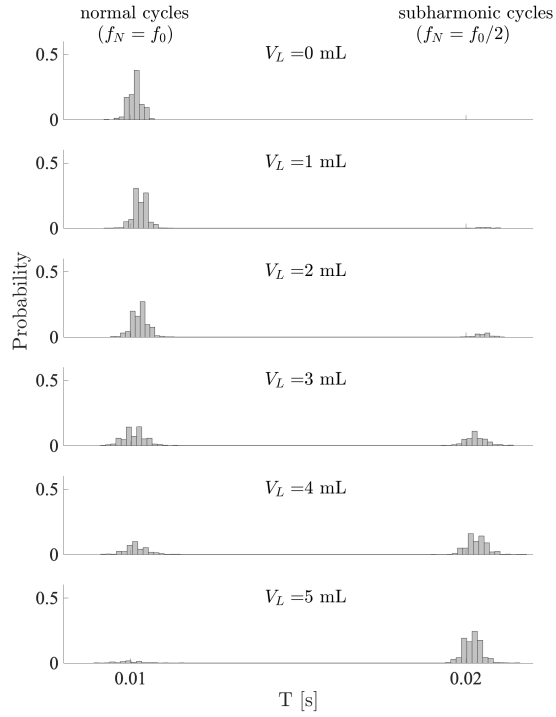 normal cycles
(f_N = f_0)
subharmonic cycles
(f_N = f_0/2)
V_L =0 mL
0.5
0
V_L =1 mL
0.5
0
V_L =2 mL
0.5
0
Probability
V_L =3 mL
0.5
0
V_L =4 mL
0.5
0
V_L =5 mL
0.5
0
0.01
0.02
T [s]